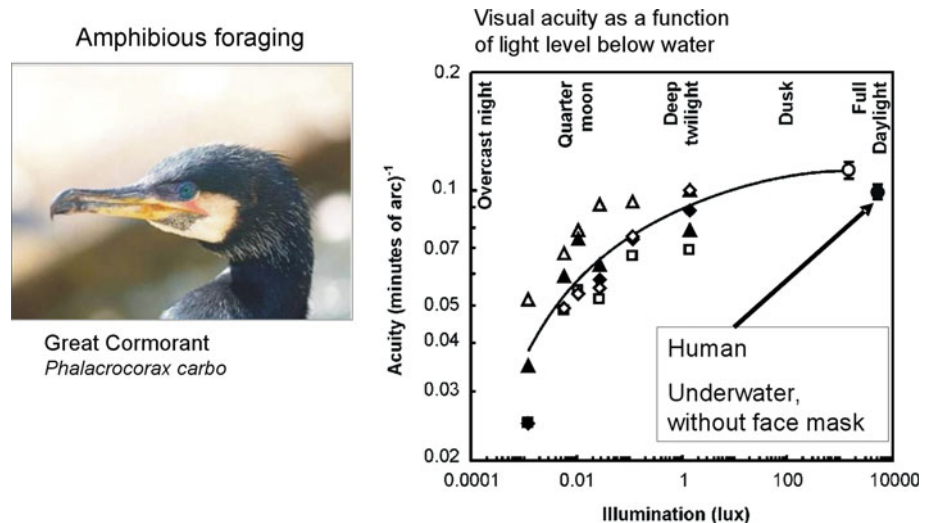 Amphibious foraging
Great Cormorant
Phalacrocorax carbo
Visual acuity as a function
of light level below water
Acuity (minutes of arc)⁻¹
0.2
0.1
0.07
0.05
0.04
0.03
0.02
Overcast night
Quarter
moon
Deep
twilight
Dusk
Full
Daylight
Human
Underwater,
without face mask
0.0001
0.01
1
100
10000
Illumination (lux)